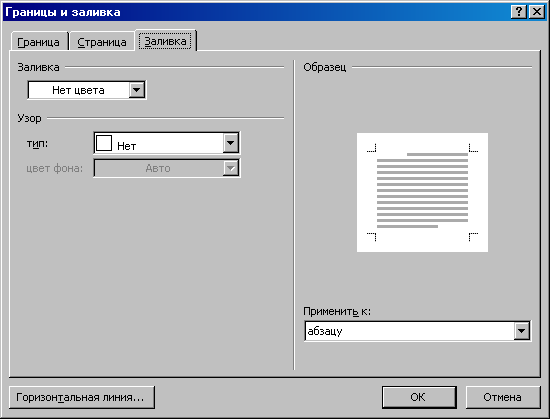 Границы и заливка
Граница Страница Заливка
Заливка
Нет цвета
Узор
тип: Нет
цвет фона: Авто
Образец
Применить к:
абзацу
Горизонтальная линия... ОК Отмена